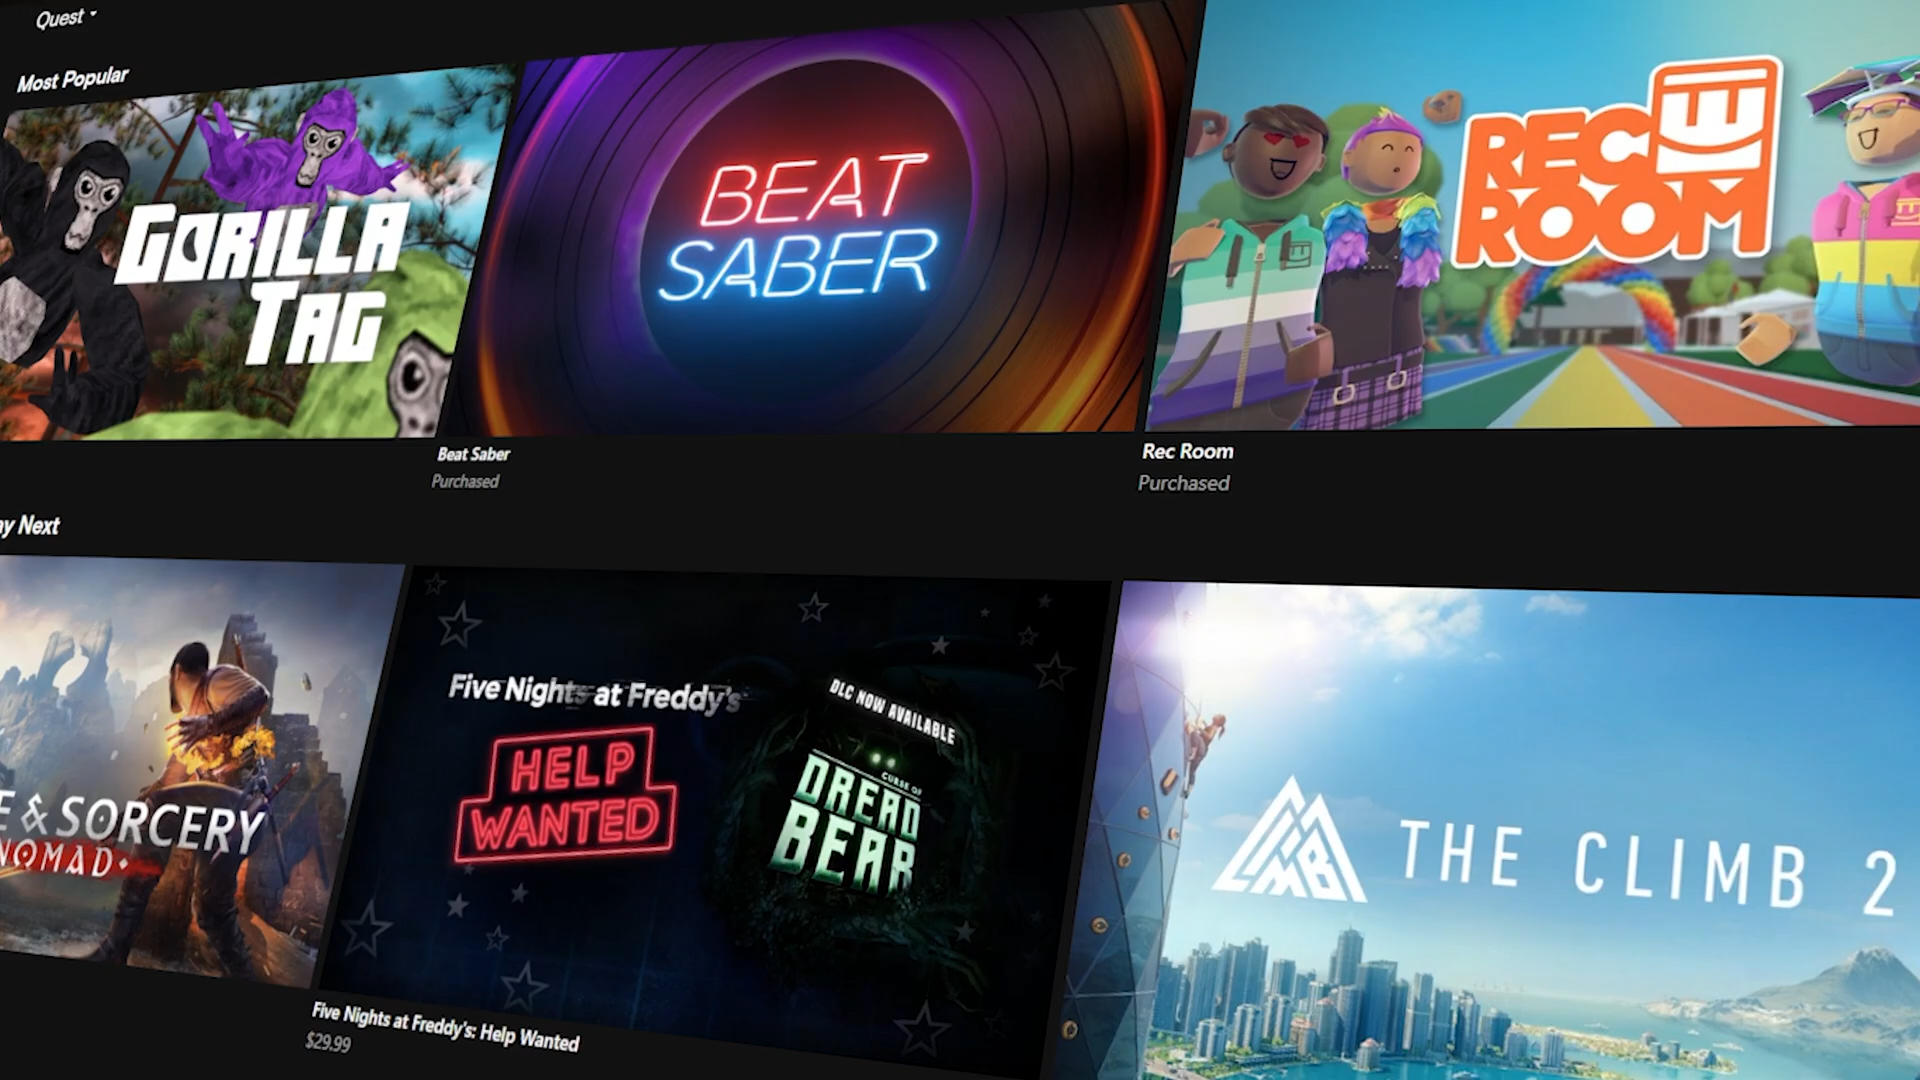 Quest
Most Popular
GORILLA
TAG
BEAT
SABER
REC
ROOM
Beat Saber
Purchased
Rec Room
Purchased
Next
& SORCERY
NOMAD
Five Nights at Freddy's
HELP
WANTED
DLC NOW AVAILABLE
CURSE OF
DREAD
BEAR
CLIMB
THE CLIMB 2
Five Nights at Freddy's: Help Wanted
$29.99